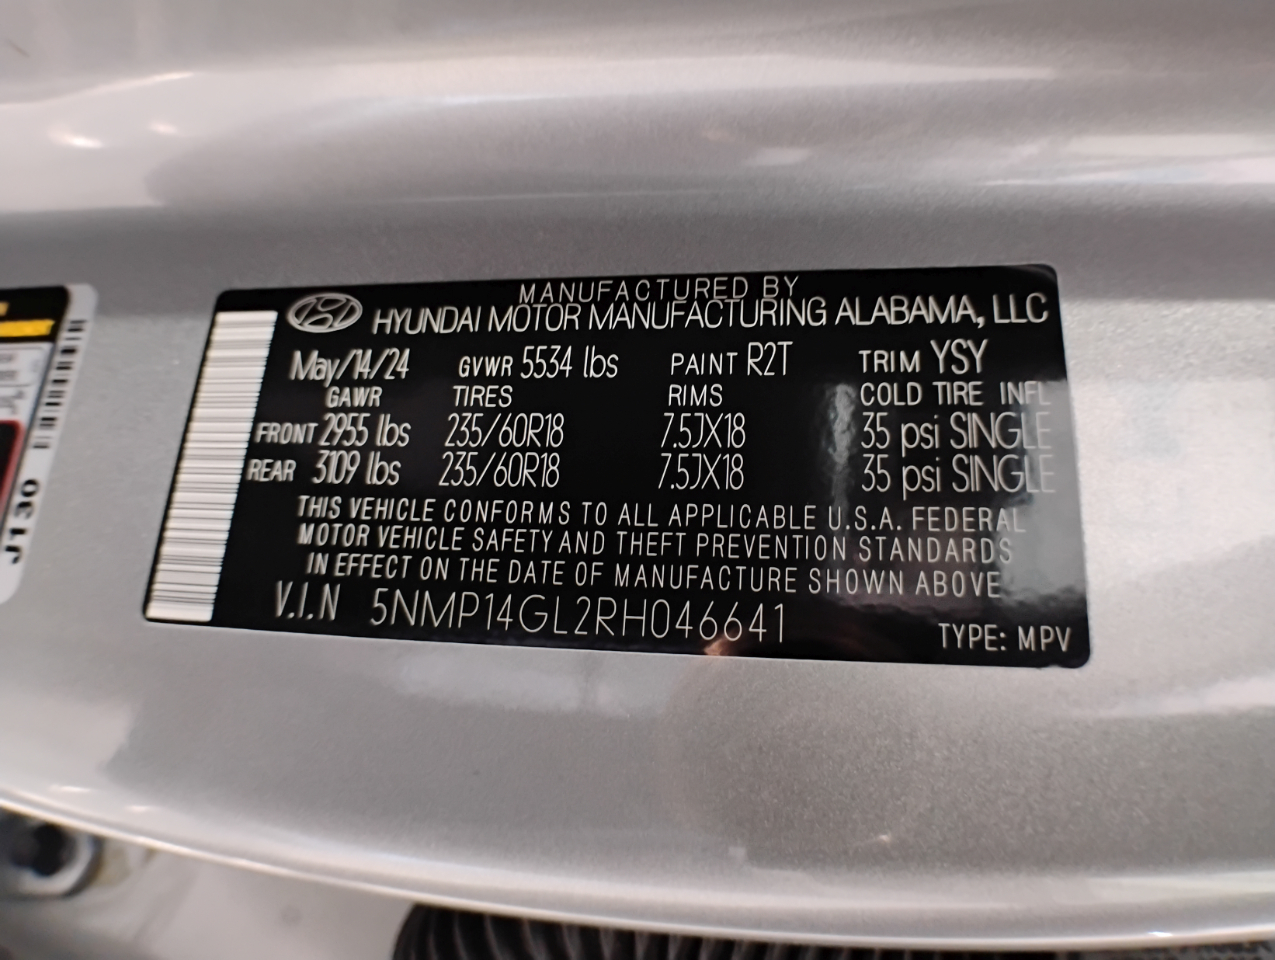 MANUFACTURED BY
HYUNDAI MOTOR MANUFACTURING ALABAMA, LLC
May/14/24 GVWR 5534 lbs PAINT R2T TRIM YSY
GAWR TIRES RIMS COLD TIRE INFL
FRONT 2955 lbs 235/60R18 7.5JX18 35 psi SINGLE
REAR 3109 lbs 235/60R18 7.5JX18 35 psi SINGLE
THIS VEHICLE CONFORMS TO ALL APPLICABLE U.S.A. FEDERAL
MOTOR VEHICLE SAFETY AND THEFT PREVENTION STANDARDS
IN EFFECT ON THE DATE OF MANUFACTURE SHOWN ABOVE
V.I.N 5NMP14GL2RH046641
TYPE: MPV
J130